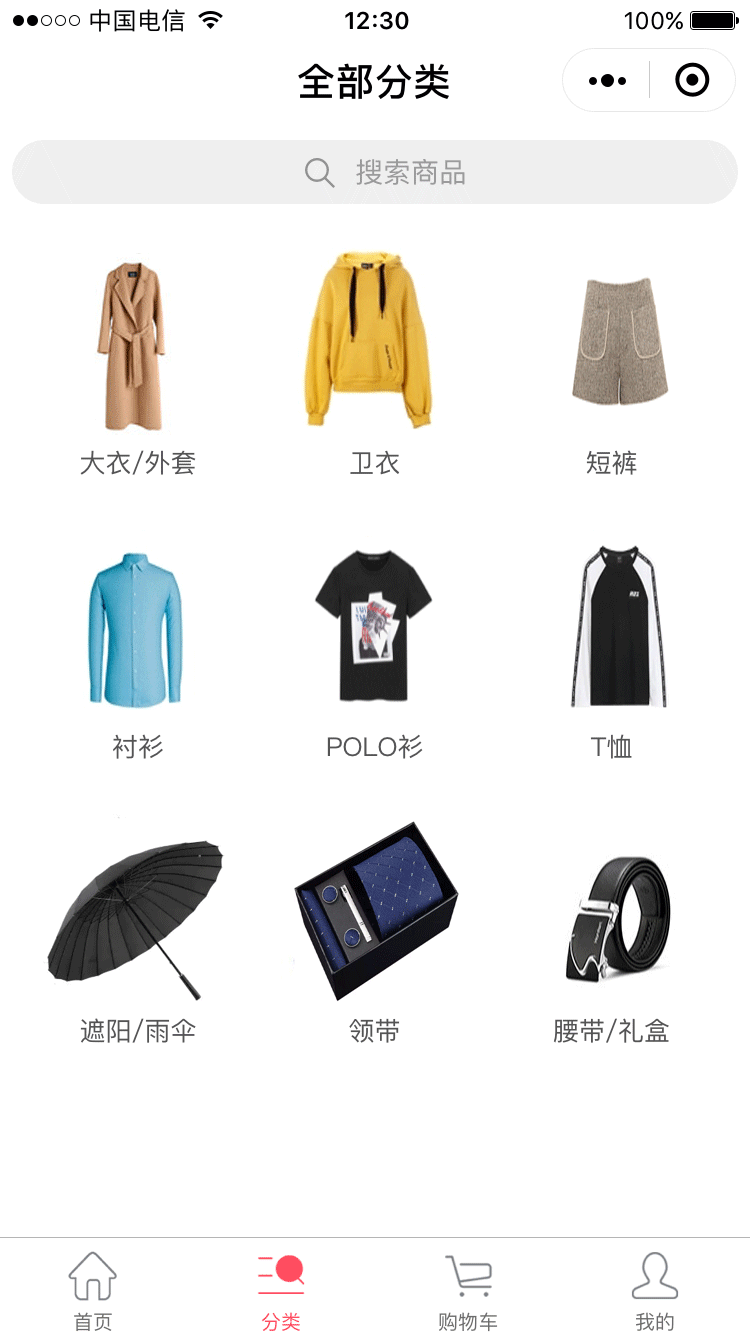 中国电信 12:30 100%
全部分类
搜索商品
大衣/外套 卫衣 短裤
衬衫 POLO衫 T恤
遮阳/雨伞 领带 腰带/礼盒
首页 分类 购物车 我的